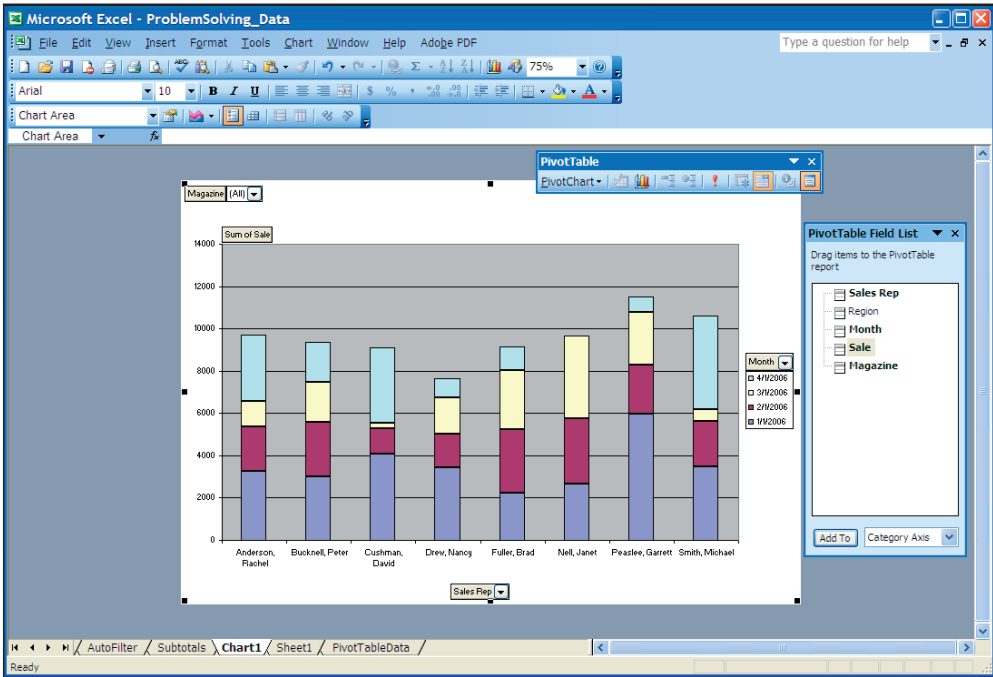 Microsoft Excel - ProblemSolving_Data
File Edit View Insert Format Tools Chart Window Help Adobe PDF
Type a question for help
75%
Arial 10 B I U $ % ,
Chart Area
Chart Area fx
PivotTable
PivotChart
Magazine (All)
Sum of Sale
14000
12000
10000
8000
6000
4000
2000
0
Anderson, Rachel
Bucknell, Peter
Cushman, David
Drew, Nancy
Fuller, Brad
Nell, Janet
Peaslee, Garrett
Smith, Michael
Sales Rep
Month
4/1/2006
3/1/2006
2/1/2006
1/1/2006
PivotTable Field List
Drag items to the PivotTable
report
Sales Rep
Region
Month
Sale
Magazine
Add To Category Axis
AutoFilter Subtotals Chart1 Sheet1 PivotTableData
Ready